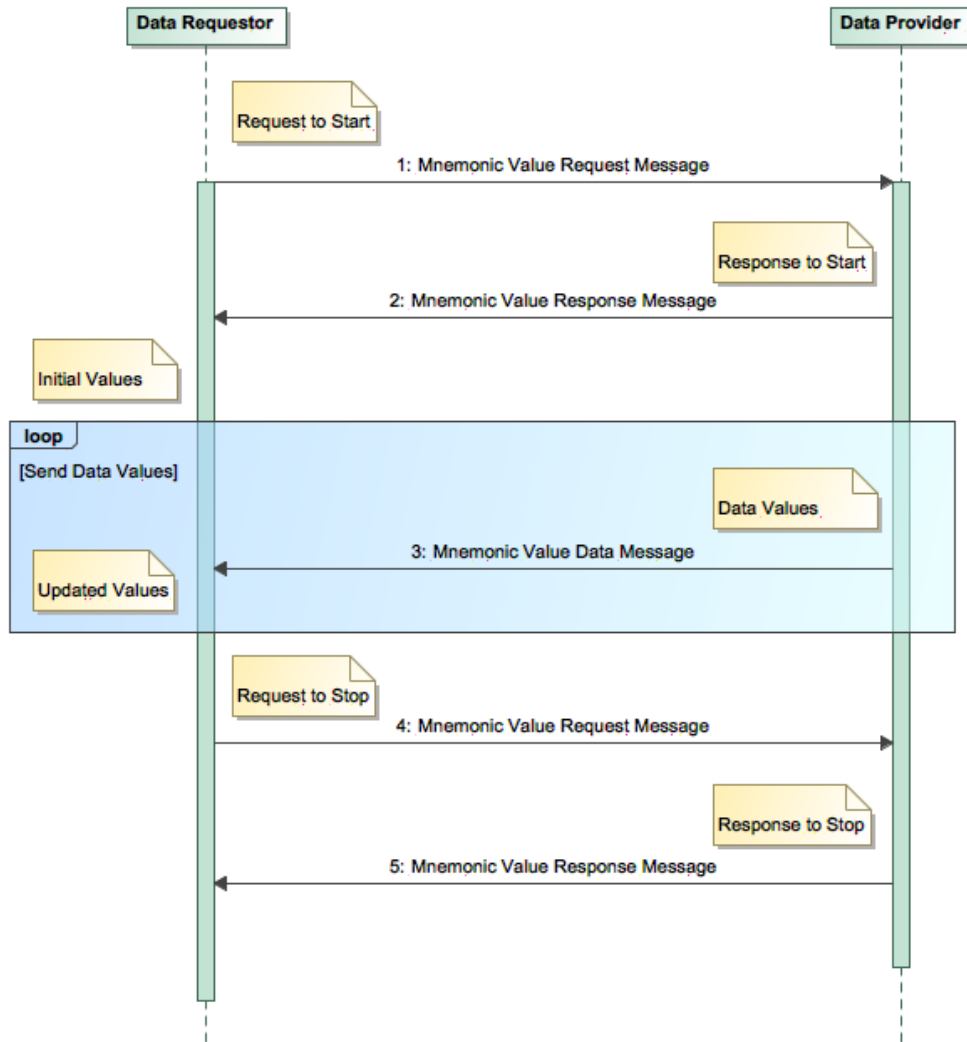 Data Requestor
Data Provider
Request to Start
1: Mnemonic Value Request Message
Response to Start
2: Mnemonic Value Response Message
Initial Values
loop
[Send Data Values]
Data Values
3: Mnemonic Value Data Message
Updated Values
Request to Stop
4: Mnemonic Value Request Message
Response to Stop
5: Mnemonic Value Response Message